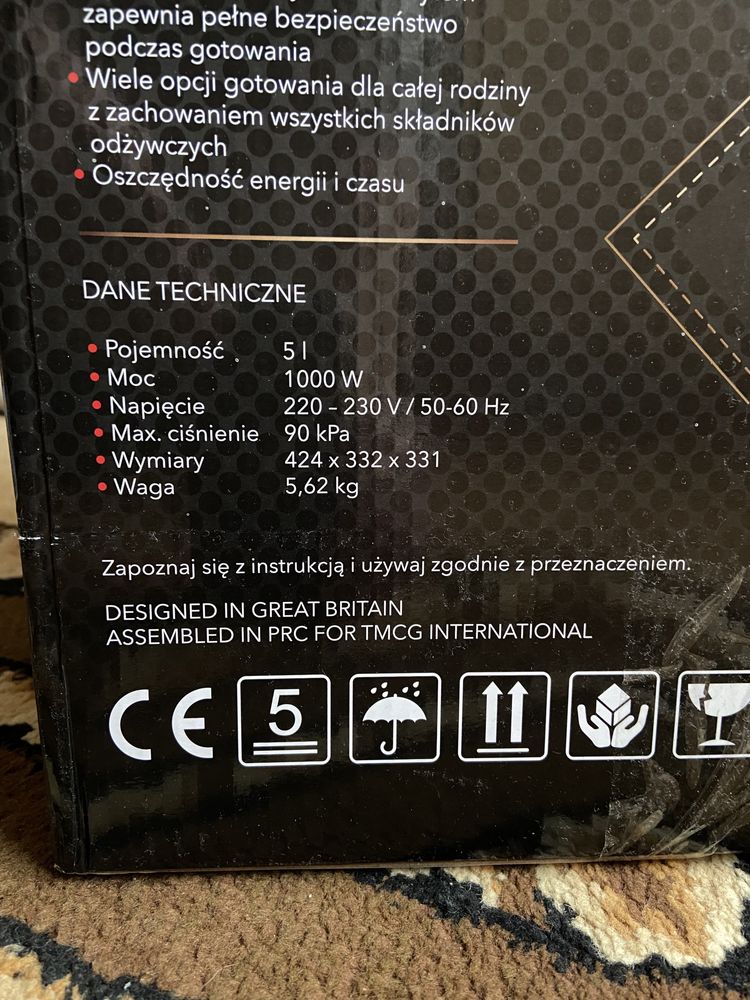 zapewnia pełne bezpieczeństwo
podczas gotowania
• Wiele opcji gotowania dla całej rodziny
z zachowaniem wszystkich składników
odżywczych
• Oszczędność energii i czasu
DANE TECHNICZNE
• Pojemność 5 l
• Moc 1000 W
• Napięcie 220 – 230 V / 50-60 Hz
• Max. ciśnienie 90 kPa
• Wymiary 424 x 332 x 331
• Waga 5,62 kg
Zapoznaj się z instrukcją i używaj zgodnie z przeznaczeniem.
DESIGNED IN GREAT BRITAIN
ASSEMBLED IN PRC FOR TMCG INTERNATIONAL
CE 5